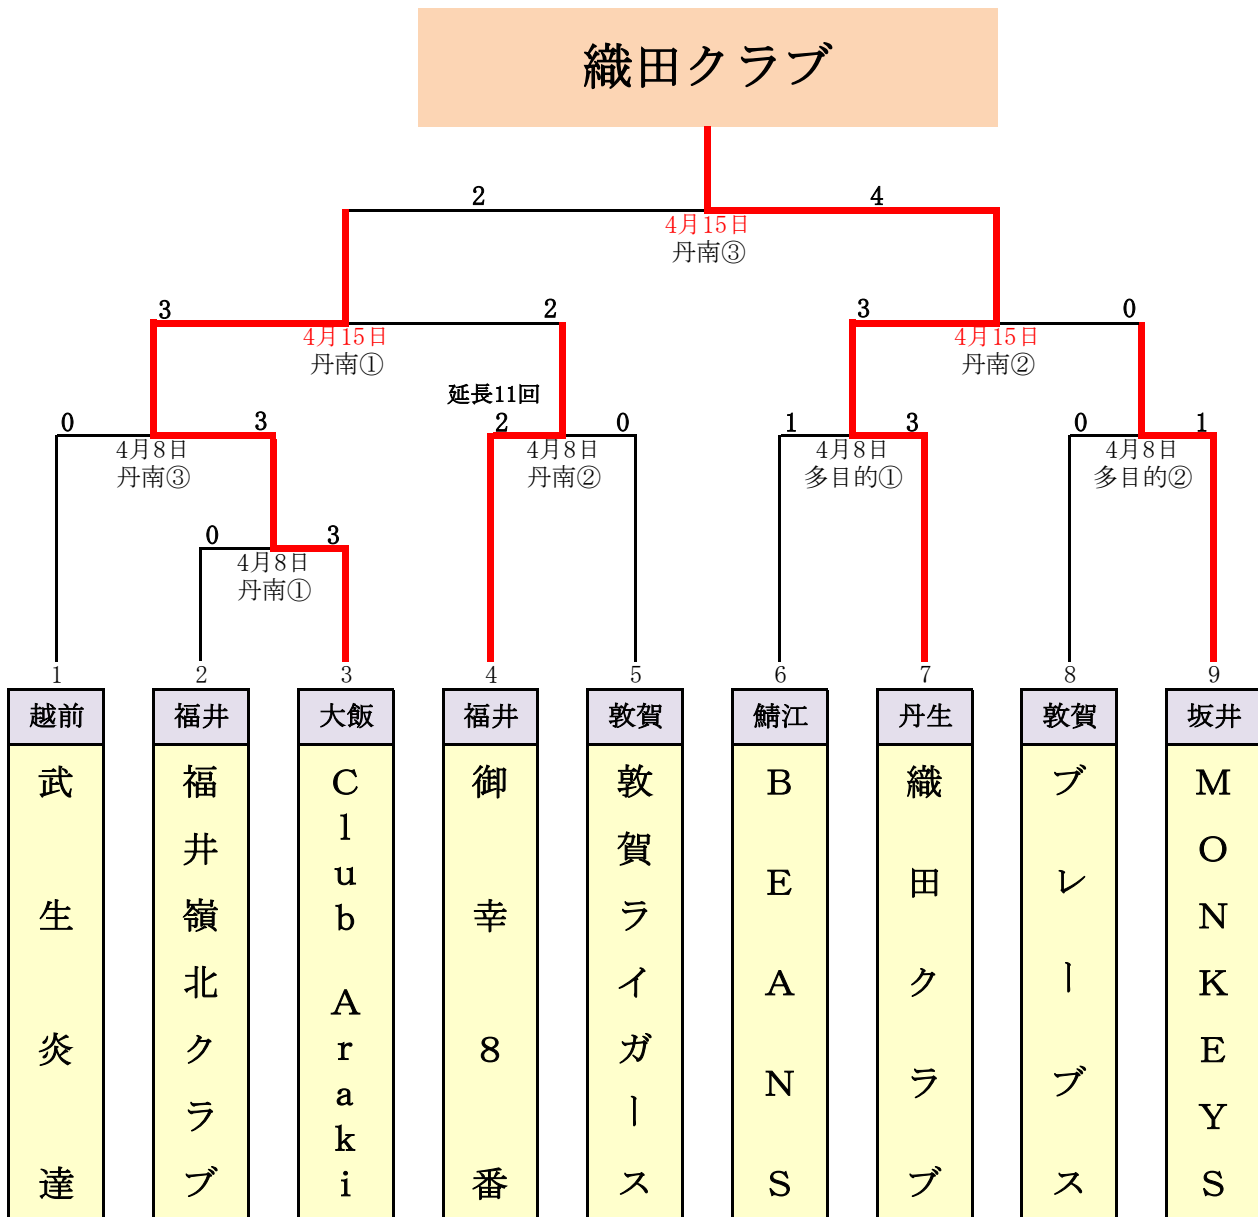 織田クラブ
2
4
4月15日
丹南③
3
2
3
0
4月15日
丹南①
4月15日
丹南②
延長11回
0
3
2
0
1
3
0
1
4月8日
丹南③
4月8日
丹南②
4月8日
多目的①
4月8日
多目的②
0
3
4月8日
丹南①
1
2
3
4
5
6
7
8
9
越前
福井
大飯
福井
敦賀
鯖江
丹生
敦賀
坂井
武生炎達
福井嶺北クラブ
Club Araki
御幸8番
敦賀ライガース
BEANS
織田クラブ
ブレーブス
MONKEYS